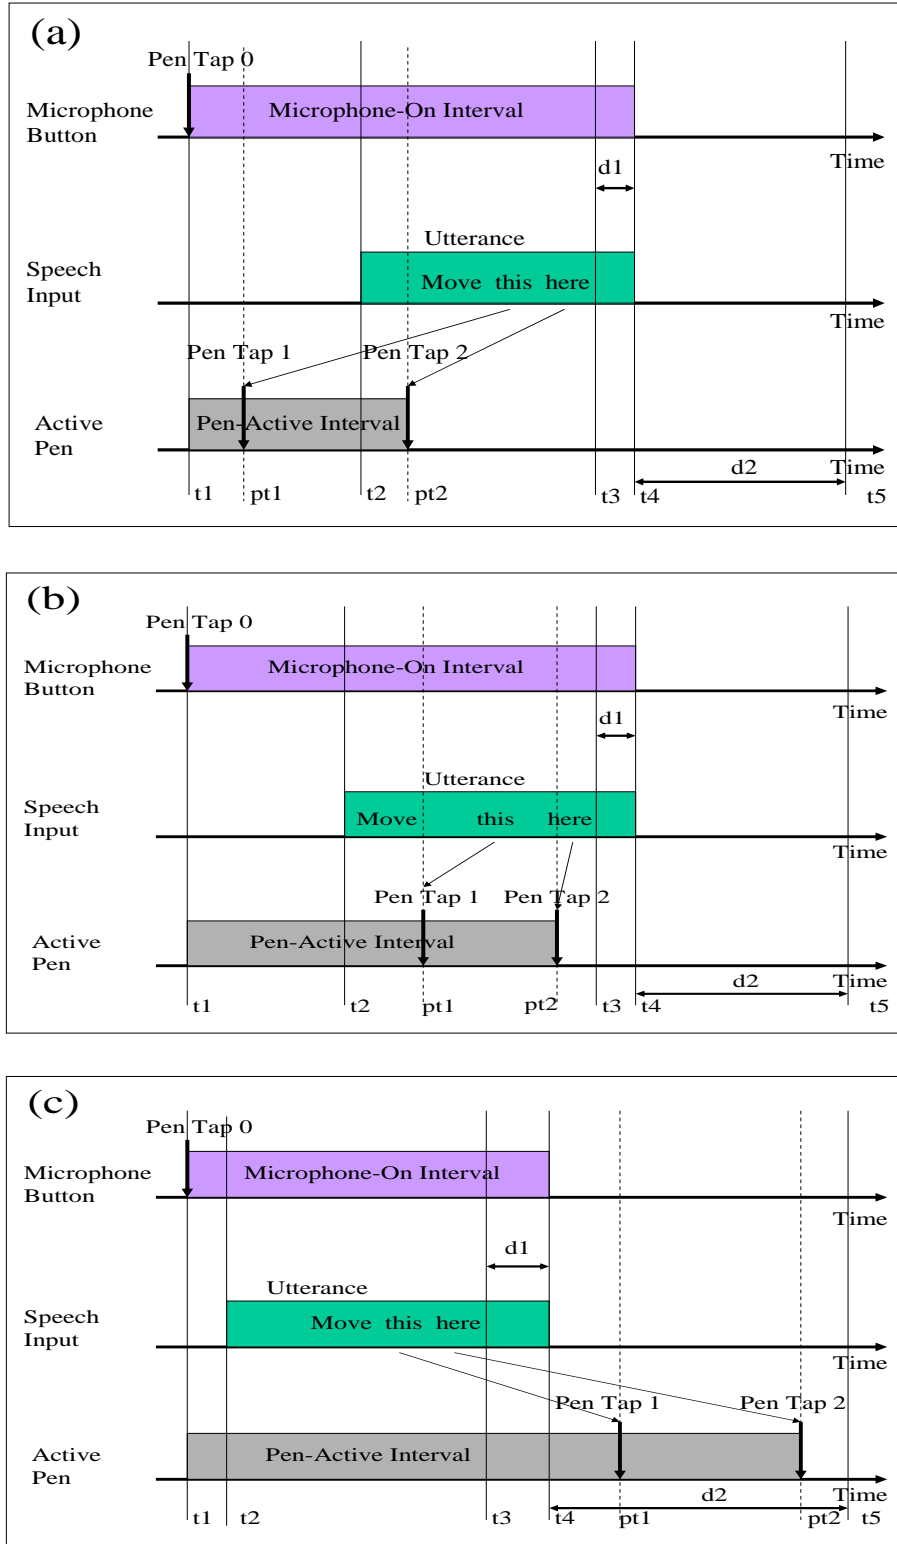 (a)
Pen Tap 0
Microphone-On Interval
Microphone
Button
Time
d1
Utterance
Speech
Input
Move this here
Time
Pen Tap 1
Pen Tap 2
Active
Pen
Pen-Active Interval
Time
d2
t1
pt1
t2
pt2
t3
t4
t5
(b)
Pen Tap 0
Microphone
Button
Microphone-On Interval
Time
d1
Utterance
Speech
Input
Move this here
Time
Pen Tap 1
Pen Tap 2
Active
Pen
Pen-Active Interval
Time
d2
t1
t2
pt1
pt2
t3
t4
t5
(c)
Pen Tap 0
Microphone
Button
Microphone-On Interval
Time
d1
Utterance
Speech
Input
Move this here
Time
Pen Tap 1
Pen Tap 2
Active
Pen
Pen-Active Interval
Time
d2
t1
t2
t3
t4
pt1
pt2
t5